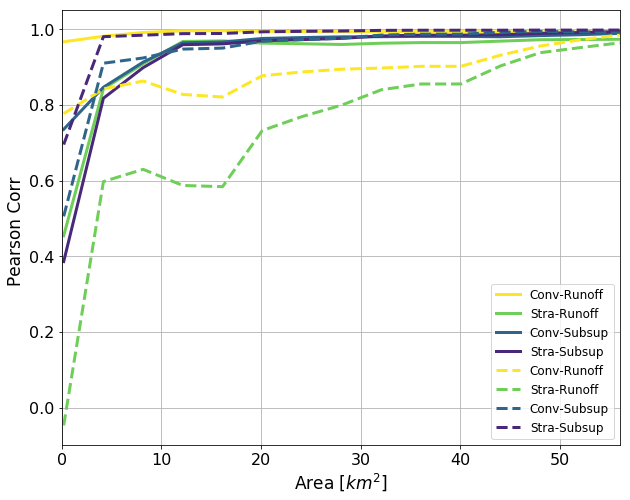 1.0
0.8
0.6
0.4
0.2
0.0
Pearson Corr
0 10 20 30 40 50
Area [km²]
Conv-Runoff
Stra-Runoff
Conv-Subsup
Stra-Subsup
Conv-Runoff
Stra-Runoff
Conv-Subsup
Stra-Subsup